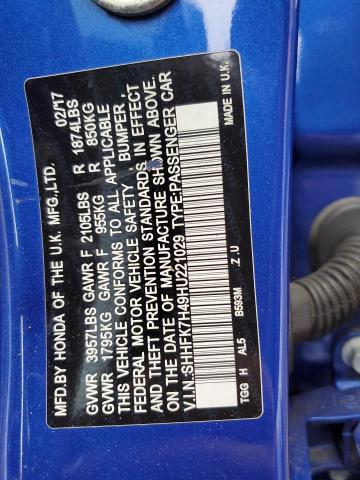 MFD.BY HONDA OF THE U.K. MFG.,LTD. 02/17
GVWR 3957LBS GAWR F 2105LBS R 1874LBS
GVWR 1795KG GAWR F 955KG R 850KG
THIS VEHICLE CONFORMS TO ALL APPLICABLE
FEDERAL MOTOR VEHICLE SAFETY, BUMPER,
AND THEFT PREVENTION STANDARDS IN EFFECT
ON THE DATE OF MANUFACTURE SHOWN ABOVE.
V.I.N.:SHHFK7H49HU221029 TYPE:PASSENGER CAR
B593M .Z U MADE IN U.K.
TGG H AL5